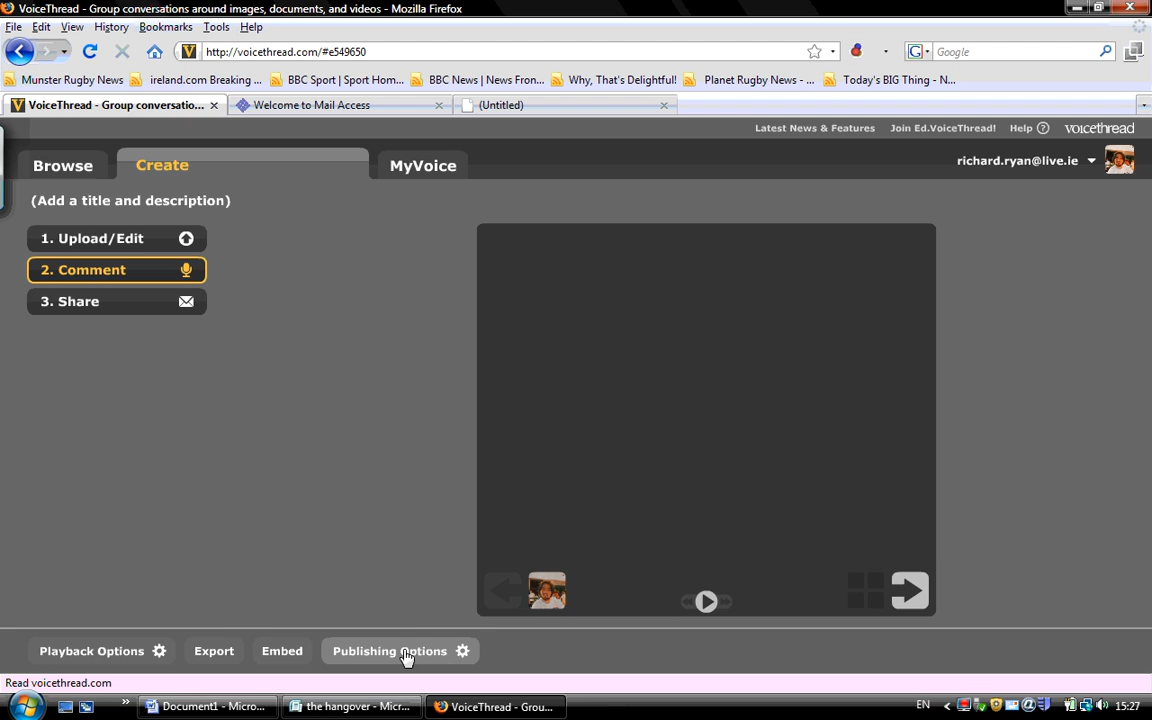 VoiceThread - Group conversations around images, documents, and videos - Mozilla Firefox
File Edit View History Bookmarks Tools Help
V http://voicethread.com/#e549650 G Google
Munster Rugby News ireland.com Breaking ... BBC Sport | Sport Hom... BBC News | News Fron... Why, That's Delightful! Planet Rugby News - ... Today's BIG Thing - N...
V VoiceThread - Group conversatio... Welcome to Mail Access (Untitled)
Latest News & Features Join Ed.VoiceThread! Help ? voicethread
Browse Create MyVoice richard.ryan@live.ie
(Add a title and description)
1. Upload/Edit
2. Comment
3. Share
Playback Options Export Embed Publishing Options
Read voicethread.com
» Document1 - Micro... the hangover - Micr... VoiceThread - Grou... EN 15:27